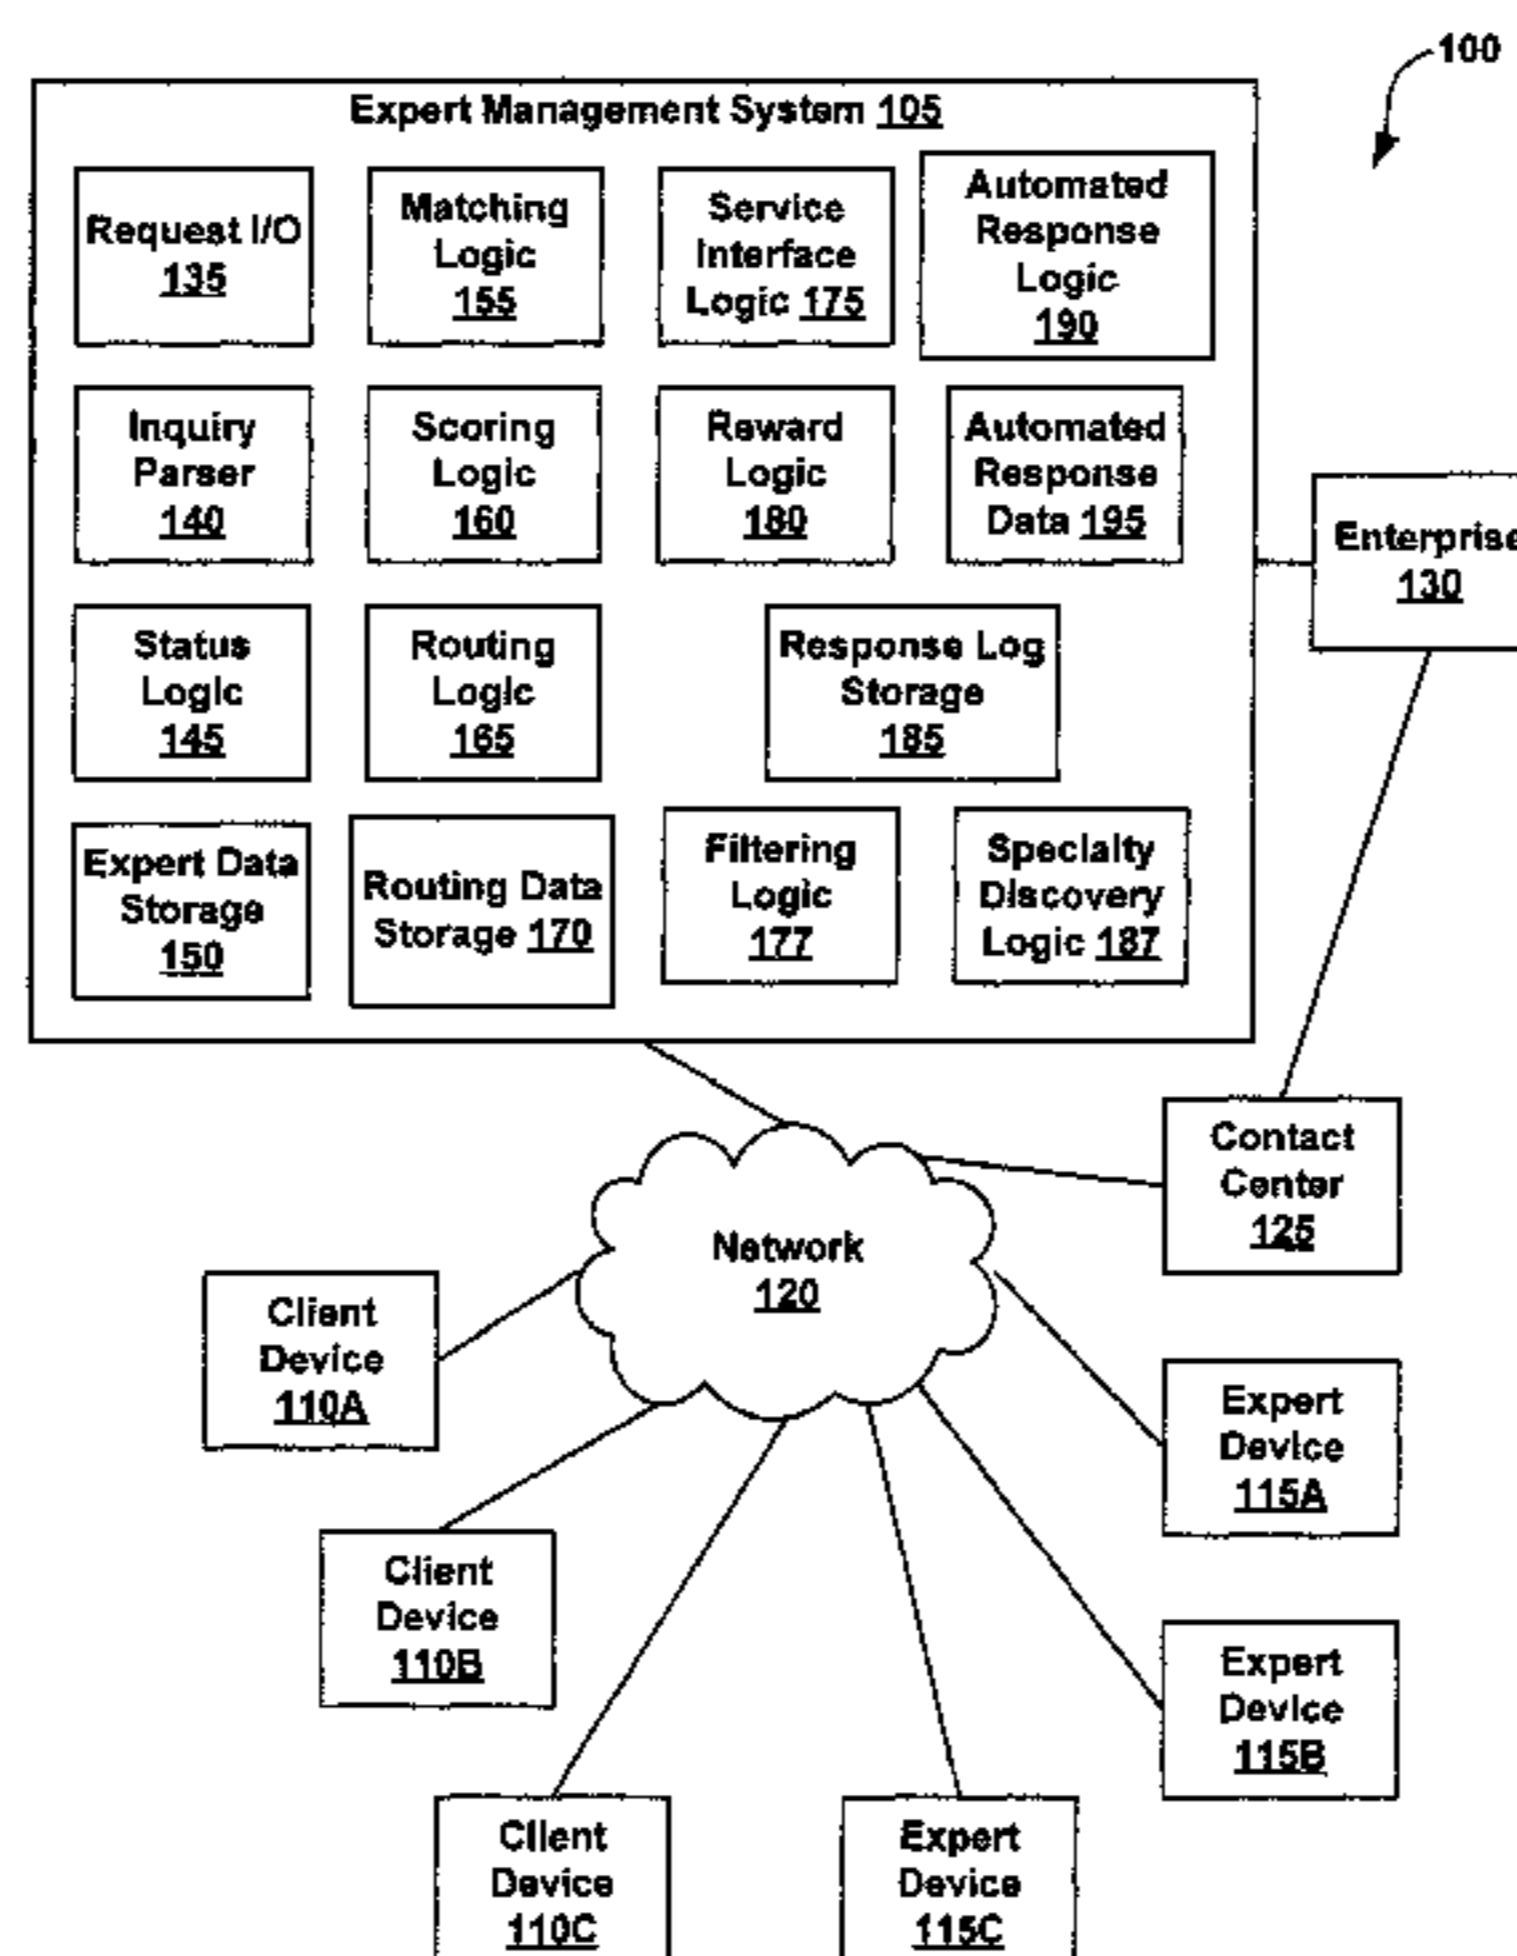 100
Expert Management System 105
Request I/O
135
Matching
Logic
155
Service
Interface
Logic 175
Automated
Response
Logic
190
Inquiry
Parser
140
Scoring
Logic
160
Reward
Logic
180
Automated
Response
Data 195
Enterprise
130
Status
Logic
145
Routing
Logic
165
Response Log
Storage
185
Expert Data
Storage
150
Routing Data
Storage 170
Filtering
Logic
177
Specialty
Discovery
Logic 187
Contact
Center
125
Network
120
Client
Device
110A
Expert
Device
115A
Client
Device
110B
Expert
Device
115B
Client
Device
110C
Expert
Device
115C